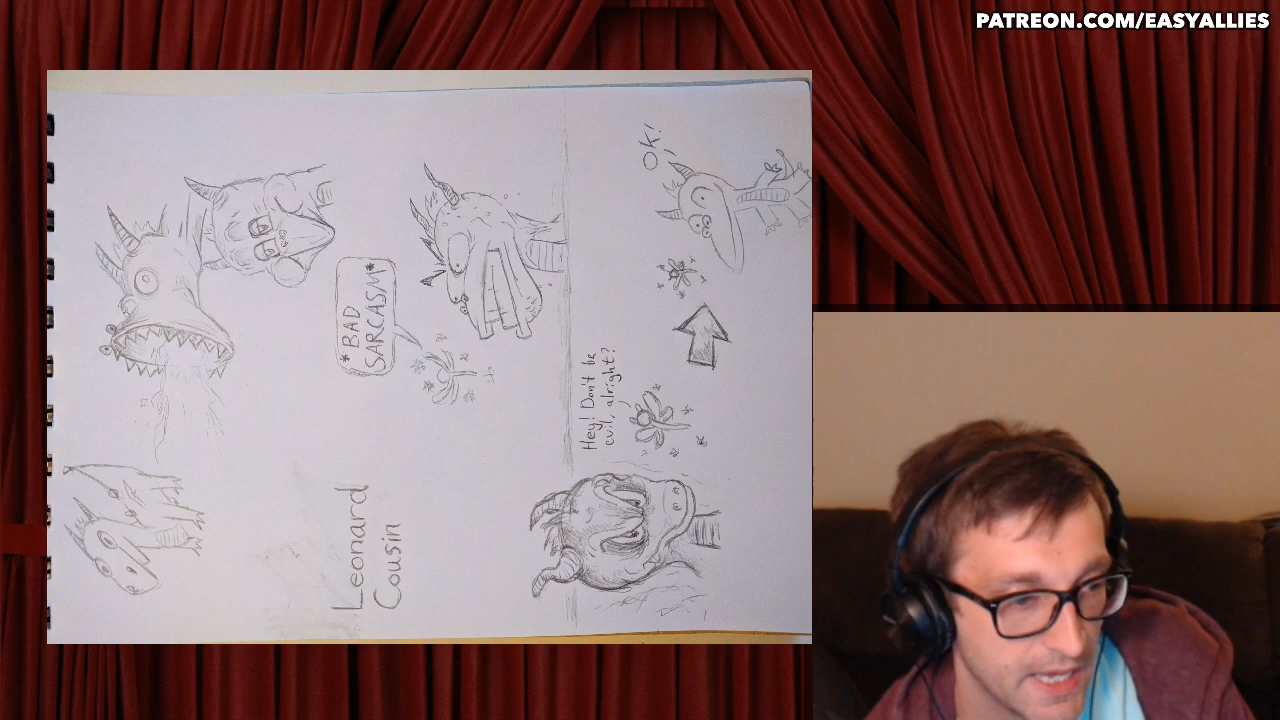 PATREON.COM/EASYALLIES
OK!
*BAD
SARCASM*
Hey! Don't be
evil, alright?
Leonard
Cousin